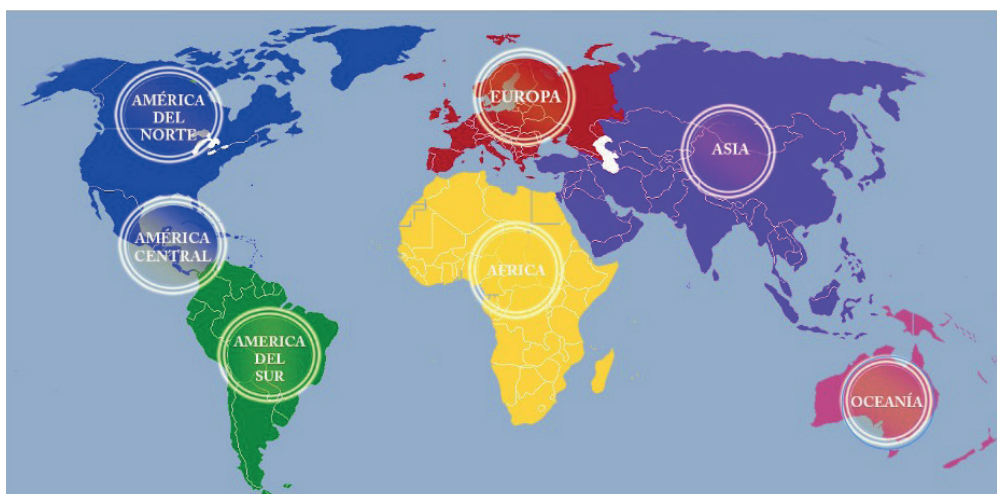 AMÉRICA
DEL
NORTE
EUROPA
ASIA
AMÉRICA
CENTRAL
AFRICA
AMERICA
DEL
SUR
OCEANÍA